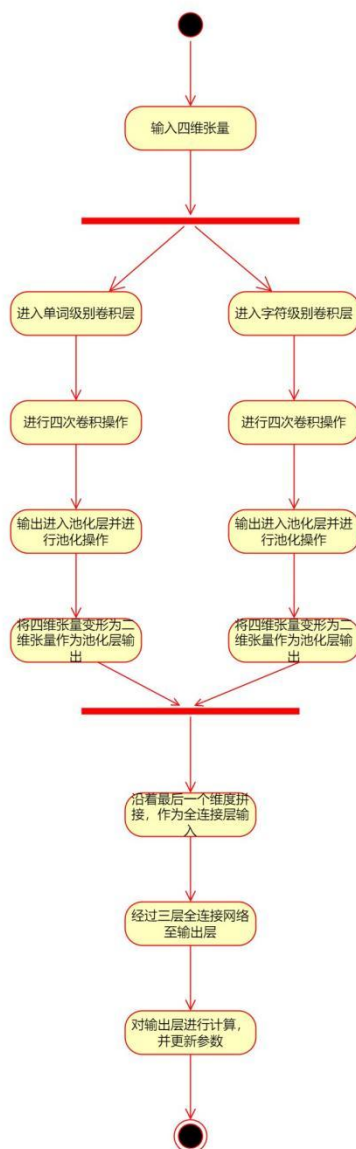 输入四维张量
进入单词级别卷积层
进入字符级别卷积层
进行四次卷积操作
进行四次卷积操作
输出进入池化层并进
行池化操作
输出进入池化层并进
行池化操作
将四维张量变形为二
维张量作为池化层输
出
将四维张量变形为二
维张量作为池化层输
出
沿着最后一个维度拼
接，作为全连接层输
入
经过三层全连接网络
至输出层
对输出层进行计算，
并更新参数